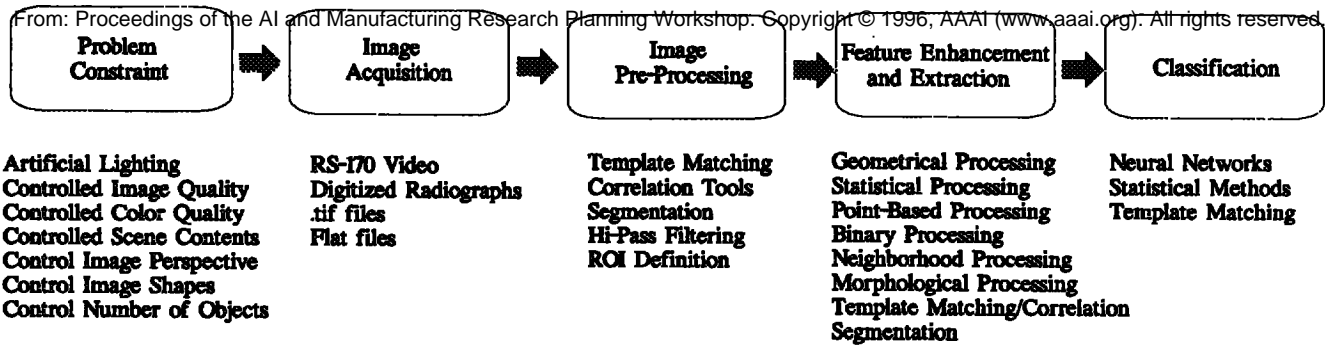 From: Proceedings of the AI and Manufacturing Research Planning Workshop. Copyright © 1996, AAAI (www.aaai.org). All rights reserved.
Problem
Constraint
Image
Acquisition
Image
Pre-Processing
Feature Enhancement
and Extraction
Classification
Artificial Lighting
Controlled Image Quality
Controlled Color Quality
Controlled Scene Contents
Control Image Perspective
Control Image Shapes
Control Number of Objects
RS-170 Video
Digitized Radiographs
.tif files
Flat files
Template Matching
Correlation Tools
Segmentation
Hi-Pass Filtering
ROI Definition
Geometrical Processing
Statistical Processing
Point-Based Processing
Binary Processing
Neighborhood Processing
Morphological Processing
Template Matching/Correlation
Segmentation
Neural Networks
Statistical Methods
Template Matching